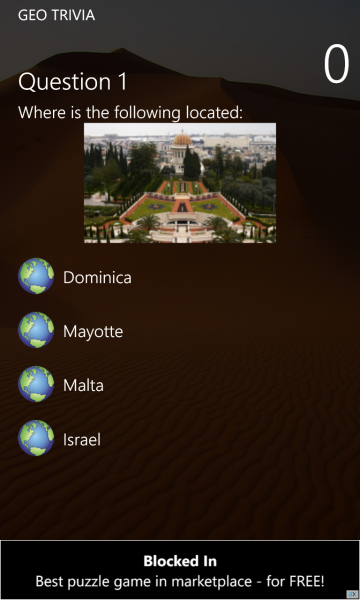 GEO TRIVIA
0
Question 1
Where is the following located:
Dominica
Mayotte
Malta
Israel
Blocked In
Best puzzle game in marketplace - for FREE!